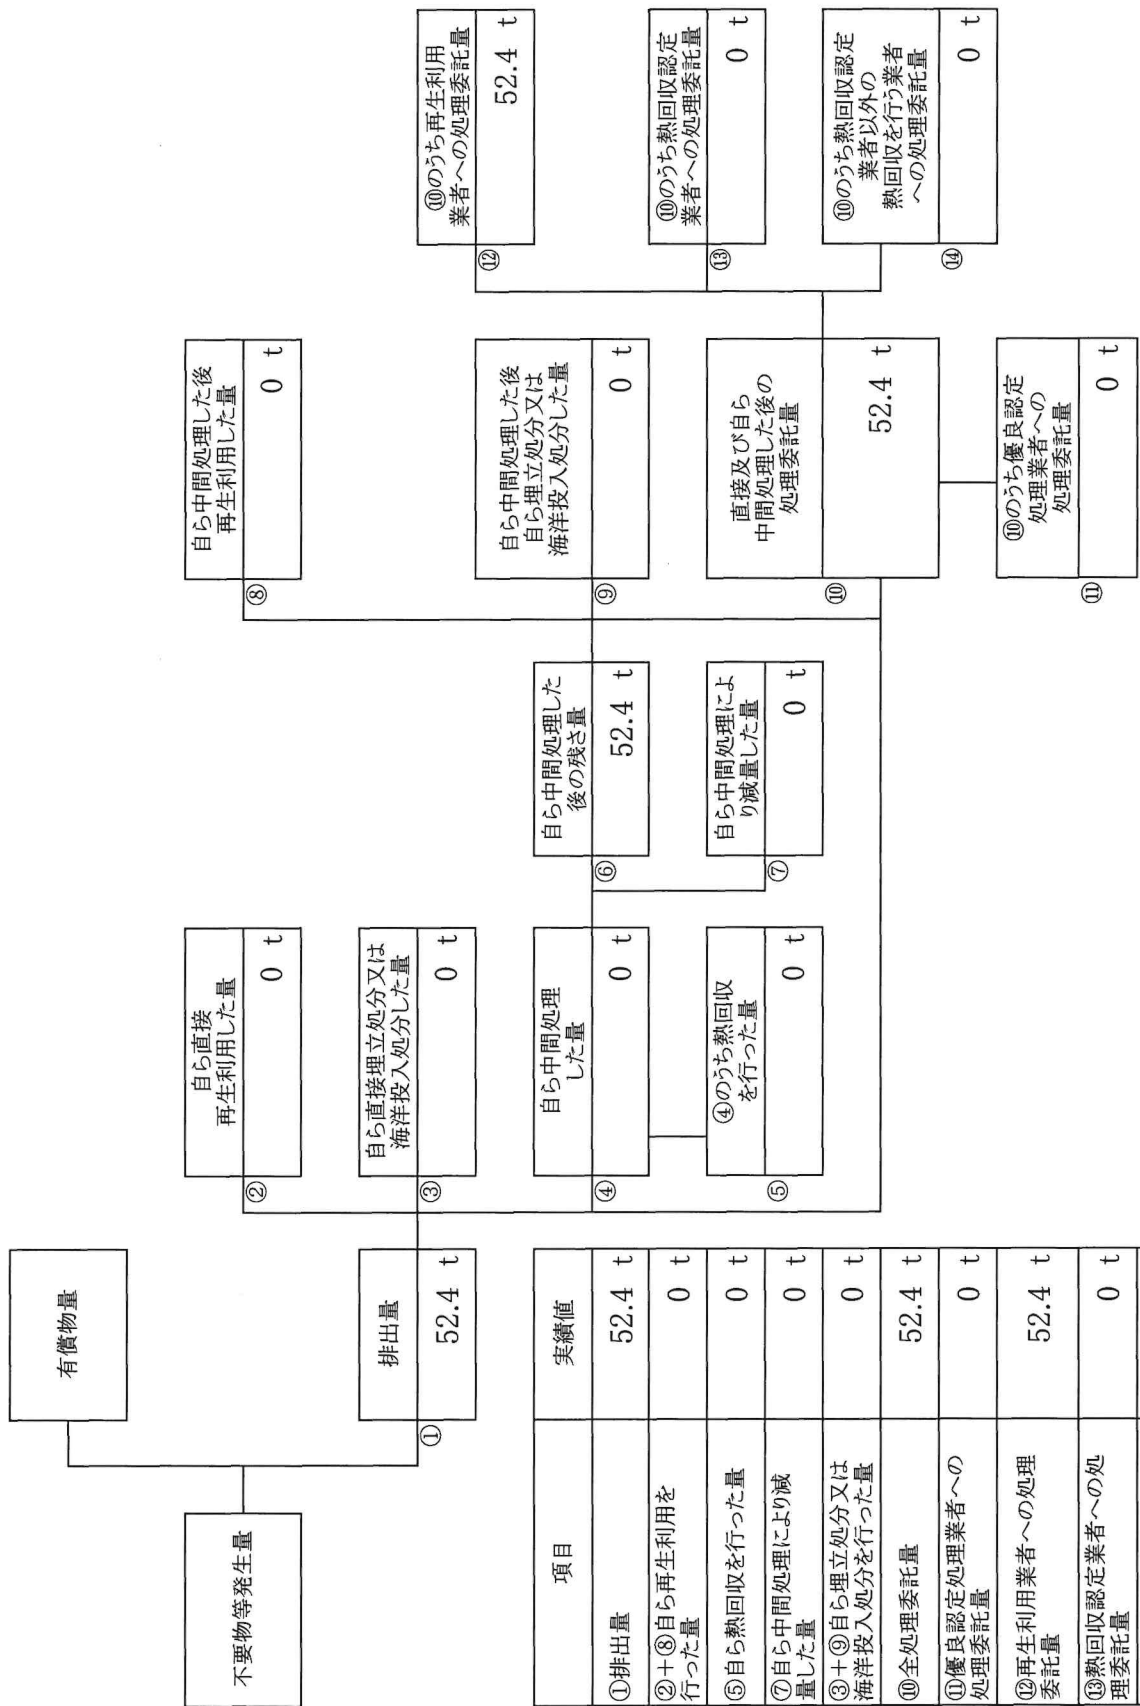 不要物等発生量
有償物量
排出量
①
52.4 t
自ら直接
再生利用した量
②
0 t
自ら直接埋立処分又は
海洋投入処分した量
③
0 t
自ら中間処理
した量
④
0 t
④のうち熱回収
を行った量
⑤
0 t
自ら中間処理した
後の残さ量
⑥
52.4 t
自ら中間処理によ
り減量した量
⑦
0 t
自ら中間処理した後
再生利用した量
⑧
0 t
自ら中間処理した後
自ら埋立処分又は
海洋投入処分した量
⑨
0 t
直接及び自ら
中間処理した後の
処理委託量
⑩
52.4 t
⑩のうち優良認定
処理業者への
処理委託量
⑪
0 t
⑩のうち再生利用
業者への処理委託量
⑫
52.4 t
⑩のうち熱回収認定
業者への処理委託量
⑬
0 t
⑩のうち熱回収認定
業者以外の
熱回収を行う業者
への処理委託量
⑭
0 t
項目 実績値
①排出量 52.4 t
②+⑧自ら再生利用を
行った量 0 t
⑤自ら熱回収を行った量 0 t
⑦自ら中間処理により減
量した量 0 t
③+⑨自ら埋立処分又は
海洋投入処分を行った量 0 t
⑩全処理委託量 52.4 t
⑪優良認定処理業者への
処理委託量 0 t
⑫再生利用業者への処理
委託量 52.4 t
⑬熱回収認定業者への処
理委託量 0 t